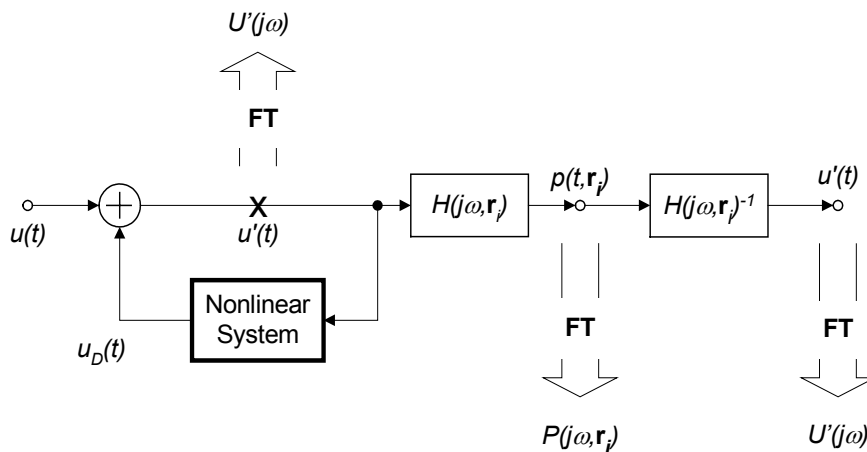 U'(jω)
FT
u(t)
+
x
u'(t)
H(jω,r_i)
p(t,r_i)
H(jω,r_i)^-1
u'(t)
Nonlinear
System
u_D(t)
FT
FT
P(jω,r_i)
U'(jω)